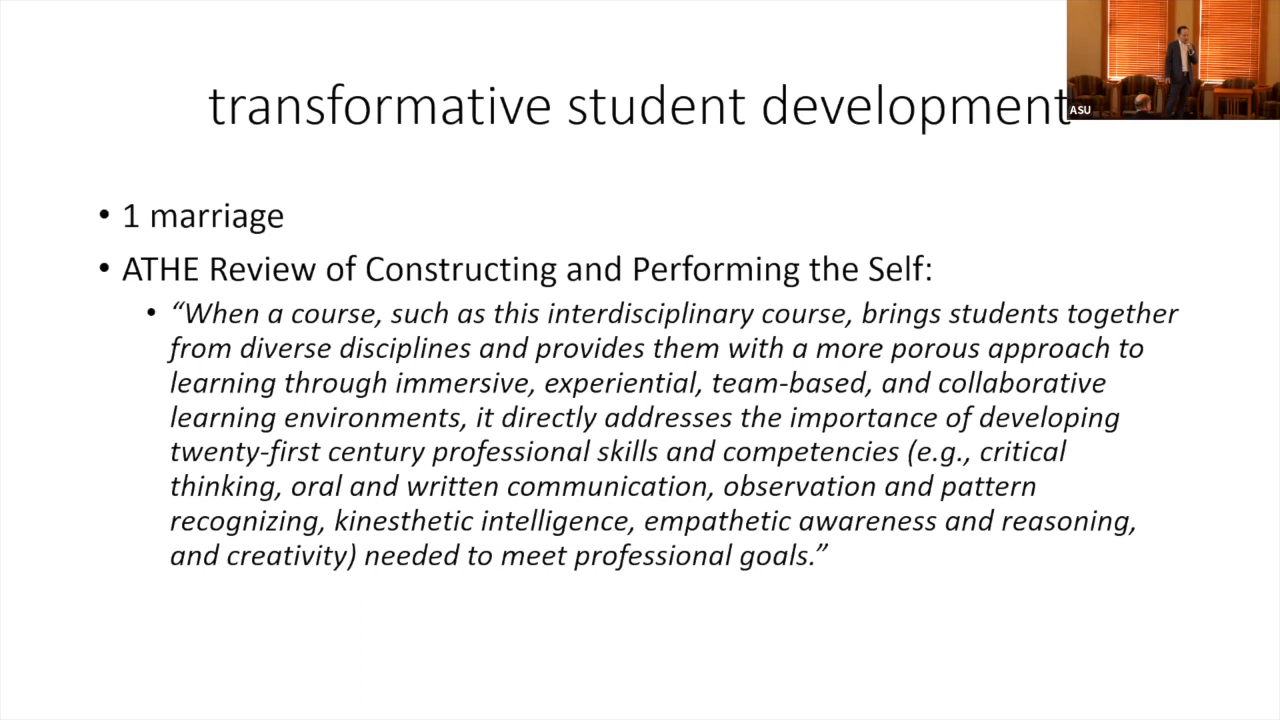 transformative student development
ASU
• 1 marriage
• ATHE Review of Constructing and Performing the Self:
• “When a course, such as this interdisciplinary course, brings students together
from diverse disciplines and provides them with a more porous approach to
learning through immersive, experiential, team-based, and collaborative
learning environments, it directly addresses the importance of developing
twenty-first century professional skills and competencies (e.g., critical
thinking, oral and written communication, observation and pattern
recognizing, kinesthetic intelligence, empathetic awareness and reasoning,
and creativity) needed to meet professional goals.”